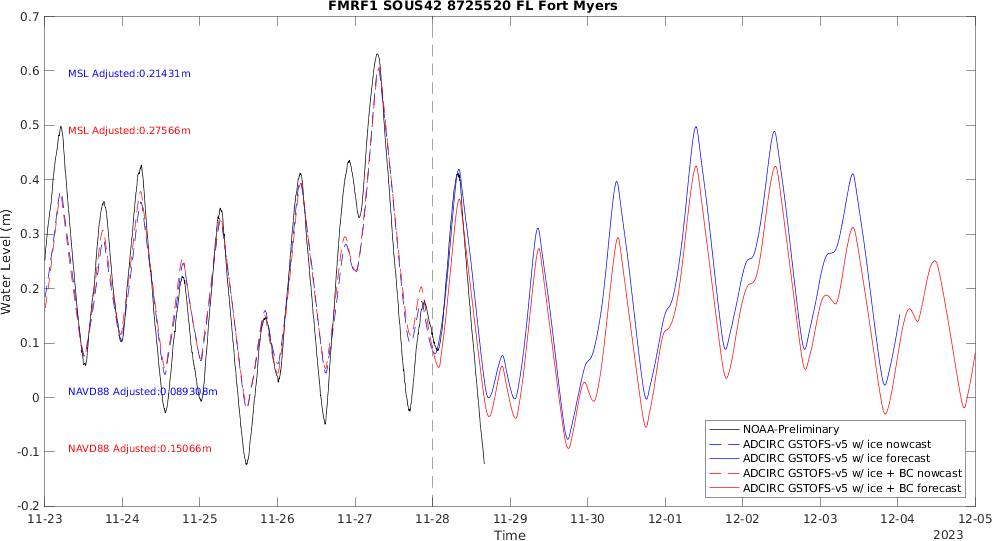 FMRF1 SOUS42 8725520 FL Fort Myers
0.7
0.6
0.5
0.4
0.3
0.2
0.1
0
-0.1
-0.2
Water Level (m)
MSL Adjusted:0.21431m
MSL Adjusted:0.27566m
NAVD88 Adjusted:0.089308m
NAVD88 Adjusted:0.15066m
NOAA-Preliminary
ADCIRC GSTOFS-v5 w/ ice nowcast
ADCIRC GSTOFS-v5 w/ ice forecast
ADCIRC GSTOFS-v5 w/ ice + BC nowcast
ADCIRC GSTOFS-v5 w/ ice + BC forecast
11-23 11-24 11-25 11-26 11-27 11-28 11-29 11-30 12-01 12-02 12-03 12-04 12-05
Time
2023